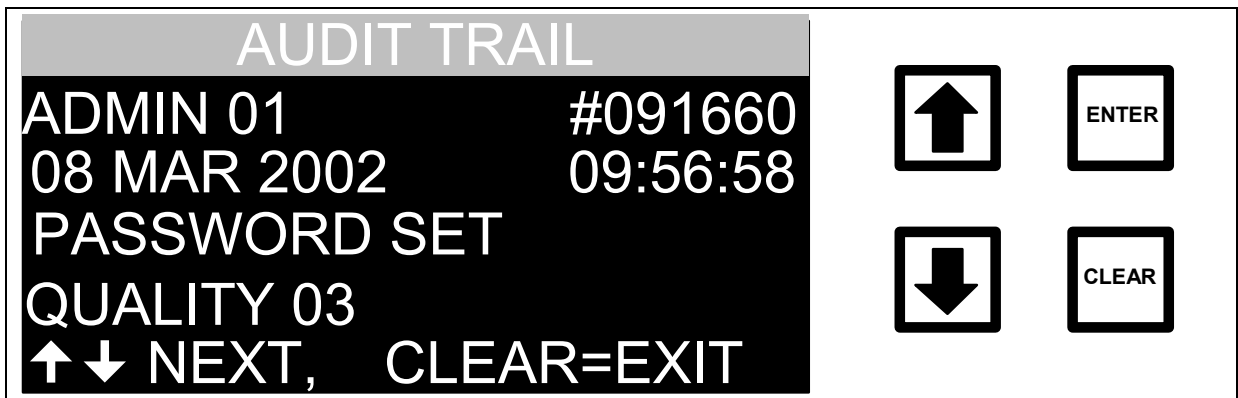 AUDIT TRAIL
ADMIN 01 #091660
08 MAR 2002 09:56:58
PASSWORD SET
QUALITY 03
↑↓ NEXT, CLEAR=EXIT
ENTER
CLEAR